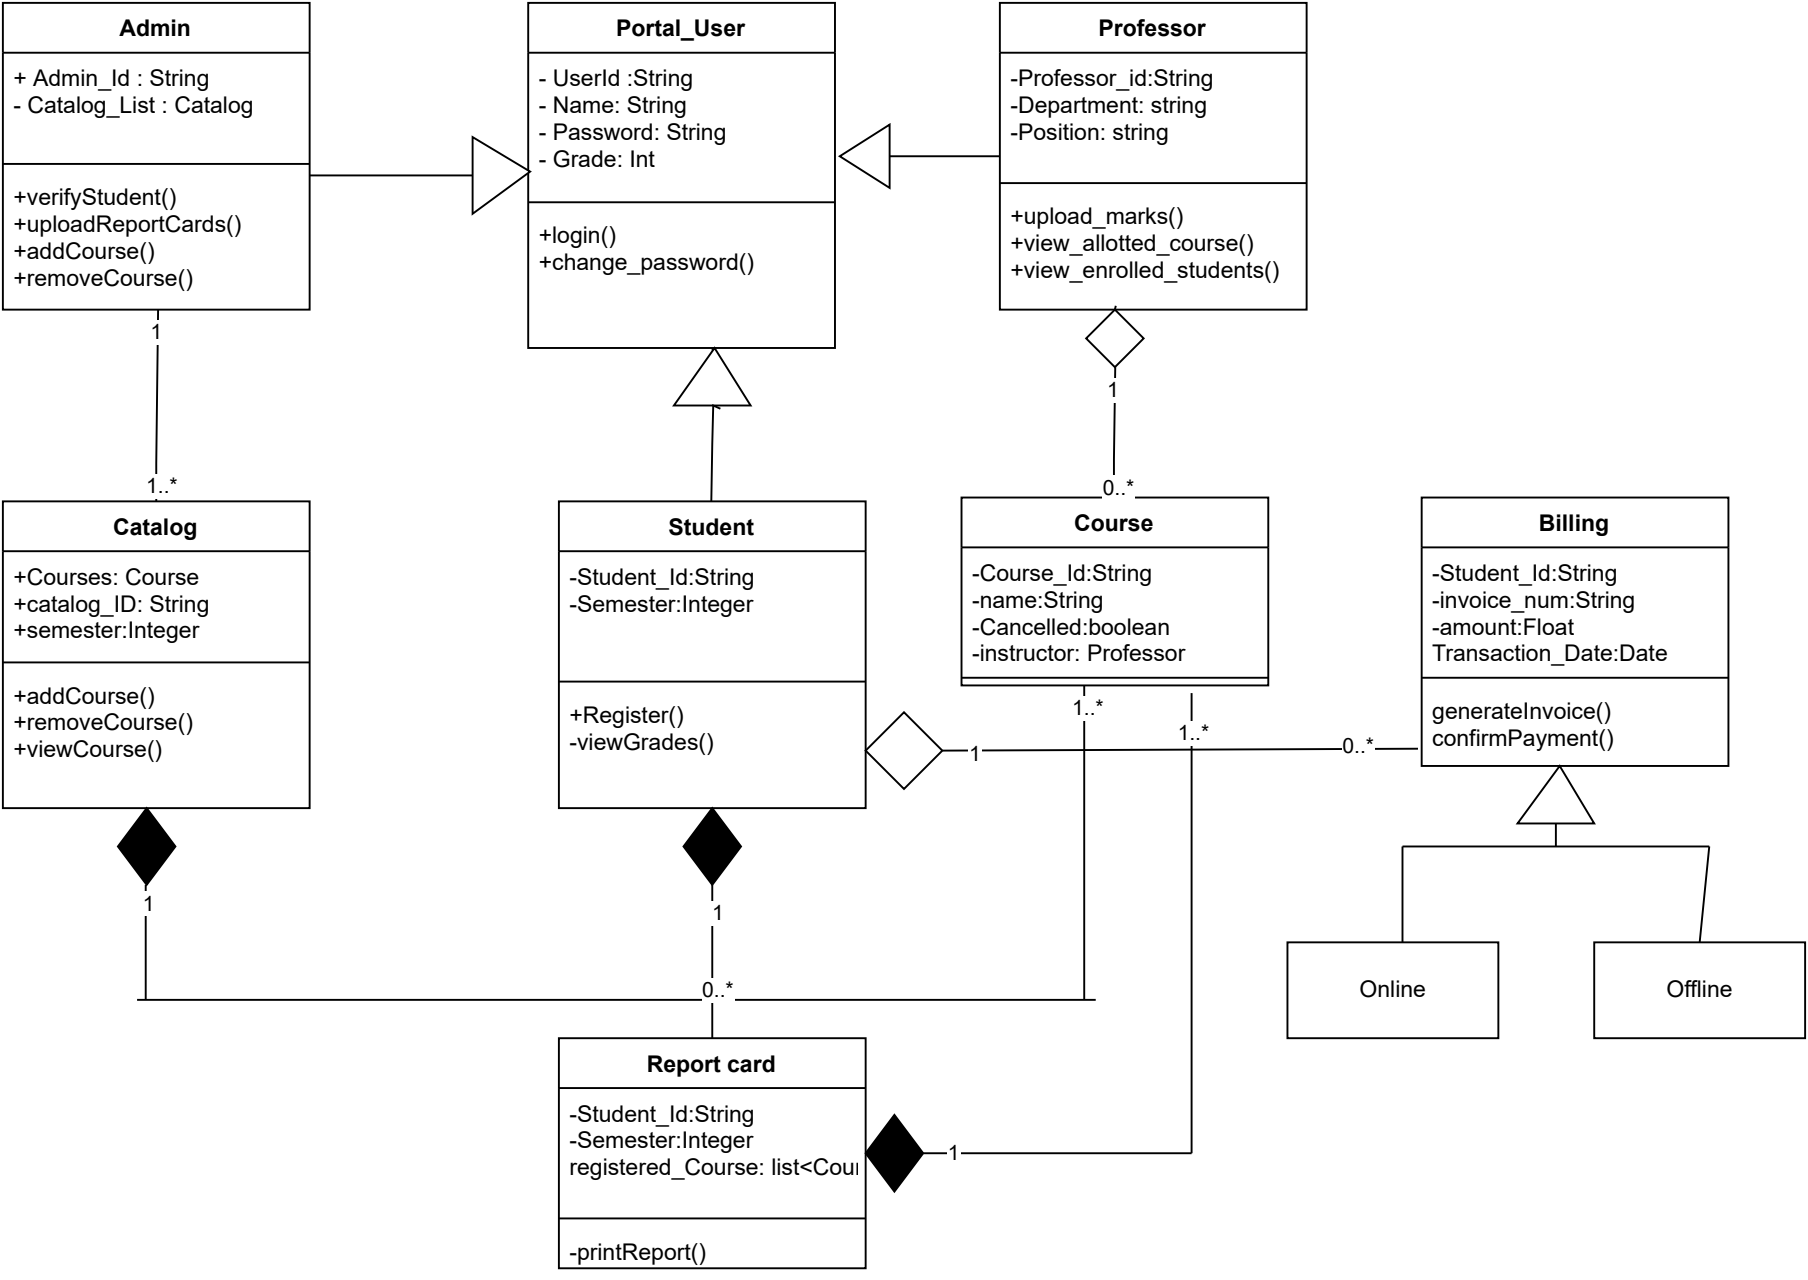 Admin
+ Admin_Id : String
- Catalog_List : Catalog
+verifyStudent()
+uploadReportCards()
+addCourse()
+removeCourse()
Portal_User
- UserId :String
- Name: String
- Password: String
- Grade: Int
+login()
+change_password()
Professor
-Professor_id:String
-Department: string
-Position: string
+upload_marks()
+view_allotted_course()
+view_enrolled_students()
1
1..*
1
0..*
Catalog
+Courses: Course
+catalog_ID: String
+semester:Integer
+addCourse()
+removeCourse()
+viewCourse()
Student
-Student_Id:String
-Semester:Integer
+Register()
-viewGrades()
Course
-Course_Id:String
-name:String
-Cancelled:boolean
-instructor: Professor
Billing
-Student_Id:String
-invoice_num:String
-amount:Float
Transaction_Date:Date
generateInvoice()
confirmPayment()
1..*
1..*
1
0..*
1
1
0..*
Online
Offline
Report card
-Student_Id:String
-Semester:Integer
registered_Course: list<Cour
-printReport()
1